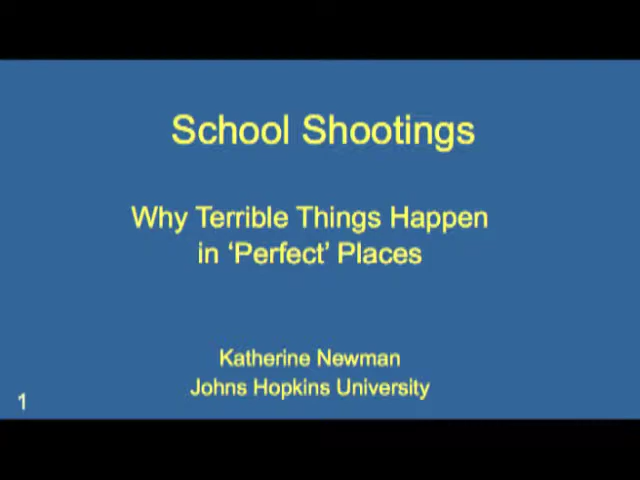 School Shootings
Why Terrible Things Happen
in ‘Perfect’ Places
Katherine Newman
Johns Hopkins University
1